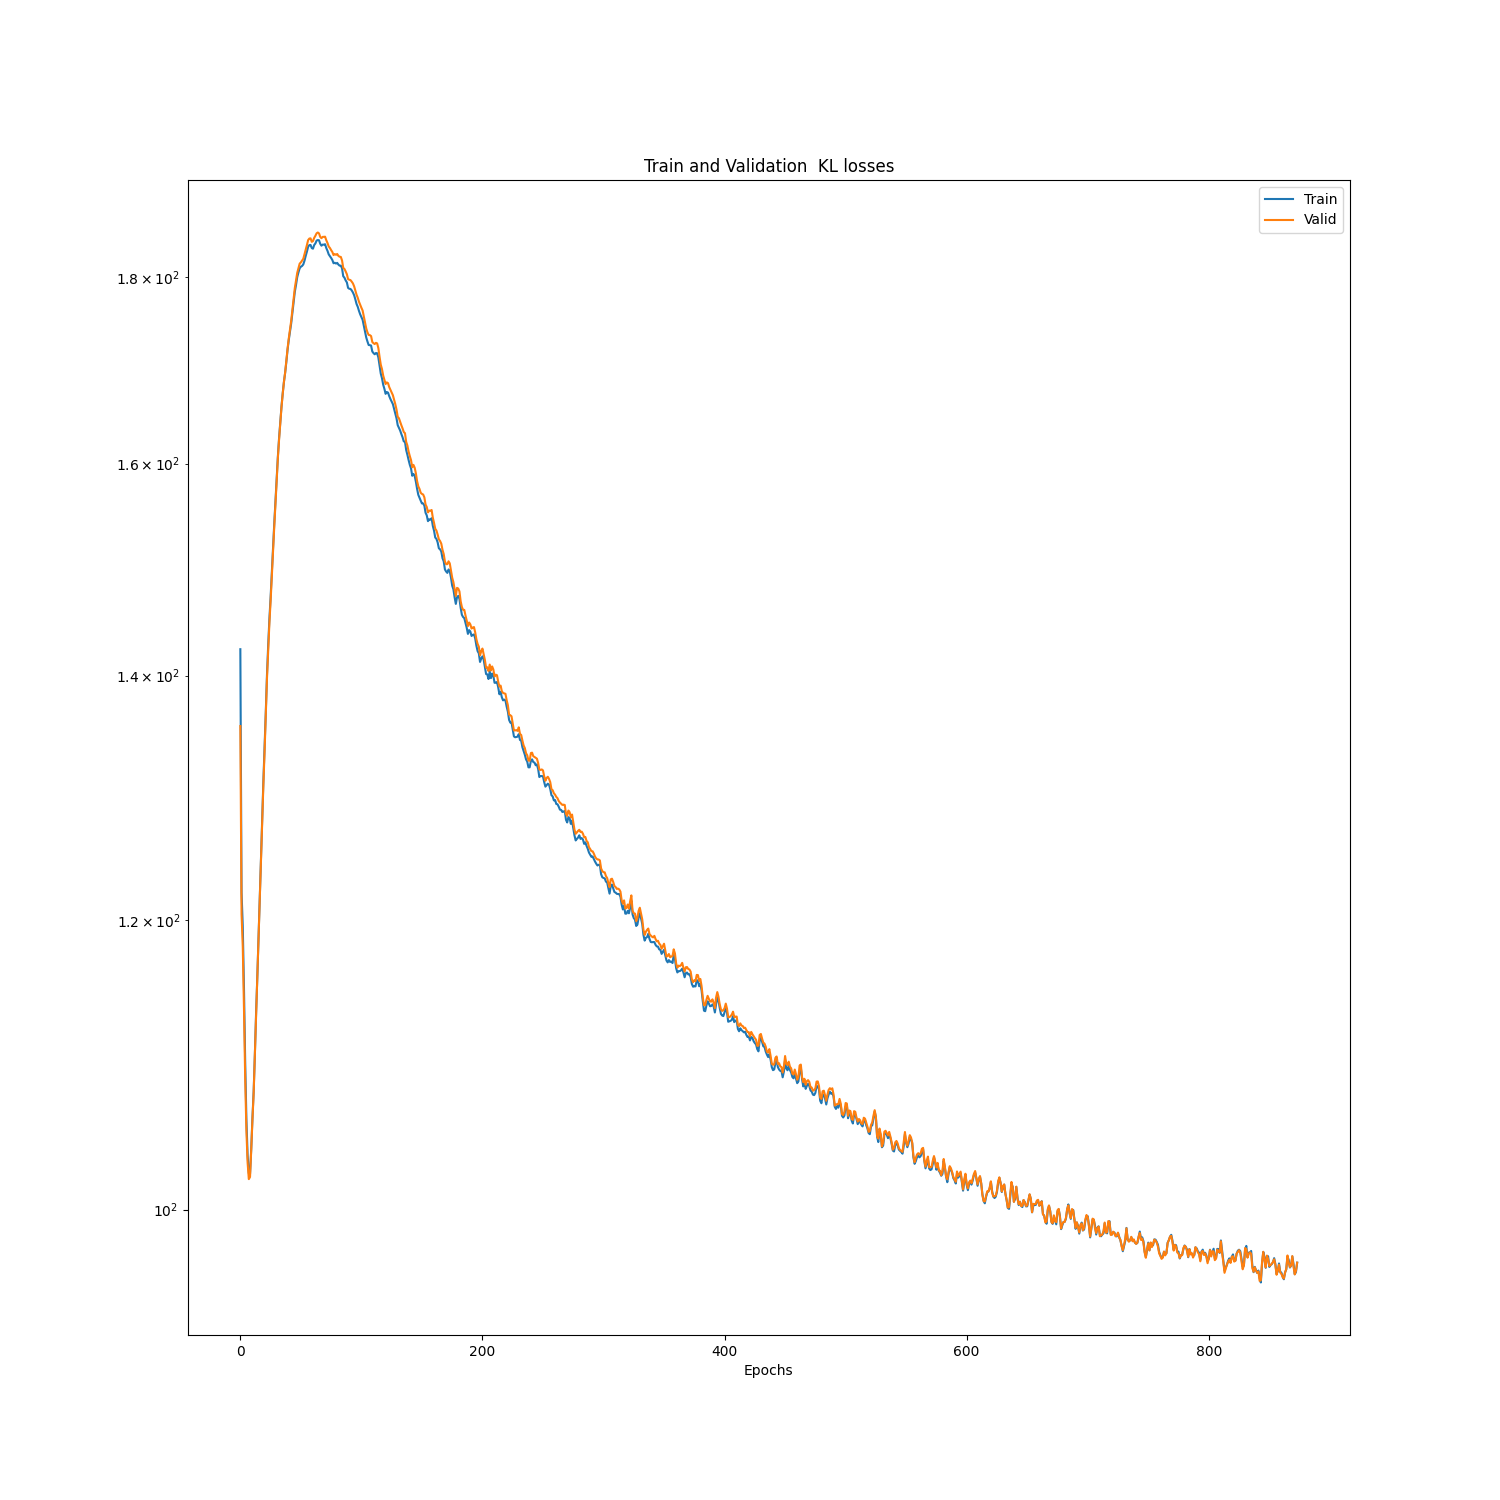 Train and Validation  KL losses
Train
Valid
1.8 × 10²
1.6 × 10²
1.4 × 10²
1.2 × 10²
10²
0 200 400 600 800
Epochs